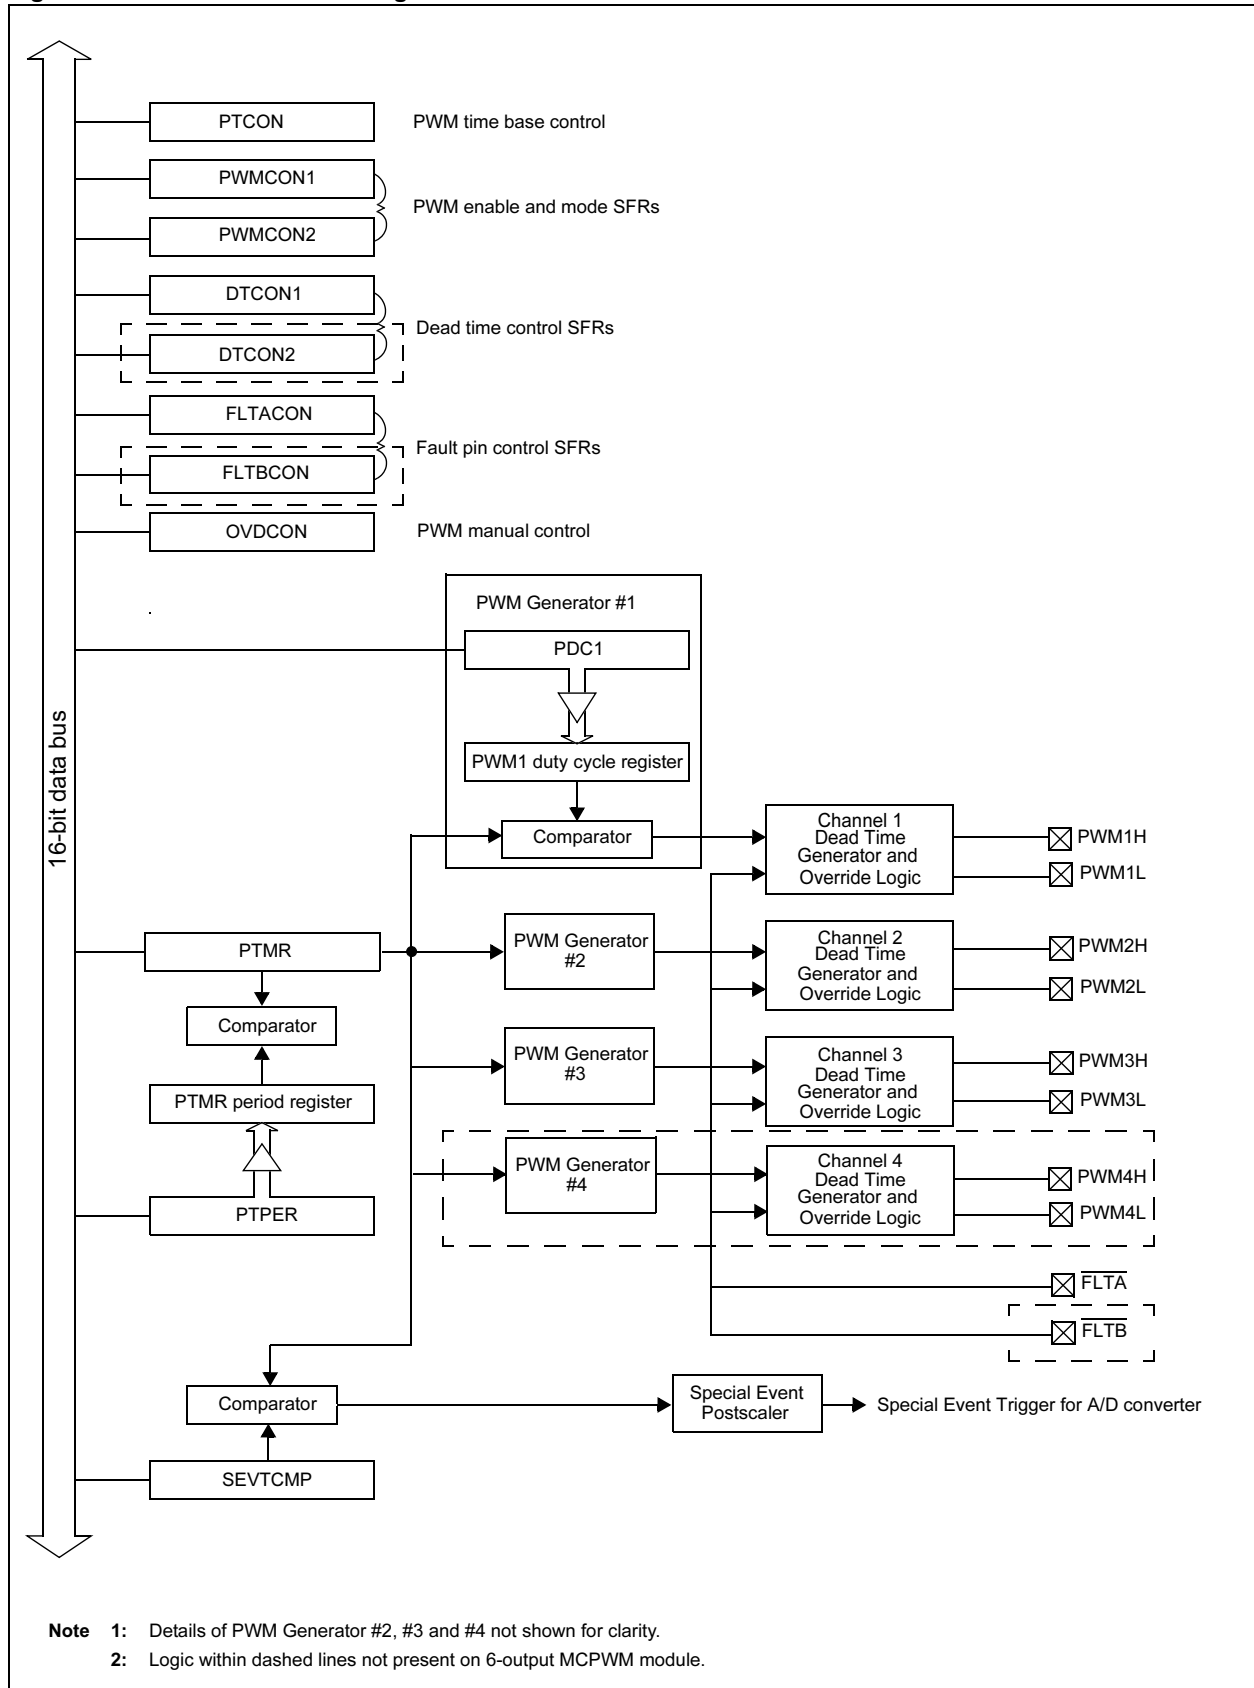 PTCON
PWM time base control
PWMCON1
PWM enable and mode SFRs
PWMCON2
DTCON1
Dead time control SFRs
DTCON2
FLTACON
Fault pin control SFRs
FLTBCON
OVDCON
PWM manual control
PWM Generator #1
PDC1
16-bit data bus
PWM1 duty cycle register
Comparator
Channel 1
Dead Time
Generator and
Override Logic
PWM1H
PWM1L
PTMR
PWM Generator
#2
Channel 2
Dead Time
Generator and
Override Logic
PWM2H
PWM2L
Comparator
PWM Generator
#3
Channel 3
Dead Time
Generator and
Override Logic
PWM3H
PWM3L
PTMR period register
PWM Generator
#4
Channel 4
Dead Time
Generator and
Override Logic
PWM4H
PWM4L
PTPER
FLTA
FLTB
Comparator
Special Event
Postscaler
Special Event Trigger for A/D converter
SEVTCMP
Note 1: Details of PWM Generator #2, #3 and #4 not shown for clarity.
2: Logic within dashed lines not present on 6-output MCPWM module.